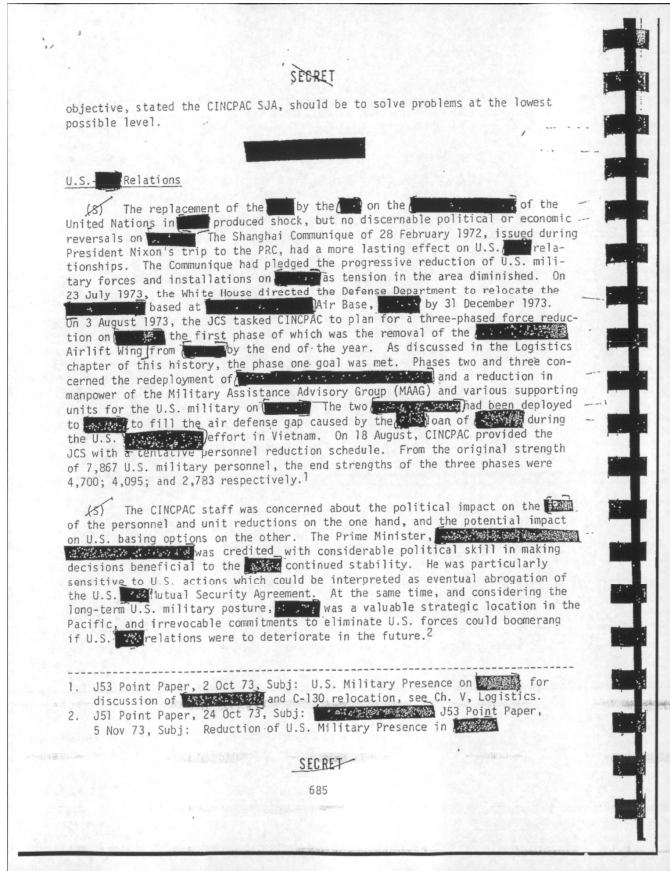 SECRET
objective, stated the CINCPAC SJA, should be to solve problems at the lowest
possible level.
U.S.- Relations
(S) The replacement of the by the on the of the
United Nations in produced shock, but no discernable political or economic
reversals on The Shanghai Communique of 28 February 1972, issued during
President Nixon's trip to the PRC, had a more lasting effect on U.S. rela-
tionships. The Communique had pledged the progressive reduction of U.S. mili-
tary forces and installations on as tension in the area diminished. On
23 July 1973, the White House directed the Defense Department to relocate the
based at Air Base, by 31 December 1973.
On 3 August 1973, the JCS tasked CINCPAC to plan for a three-phased force reduc-
tion on the first phase of which was the removal of the
Airlift Wing from by the end of the year. As discussed in the Logistics
chapter of this history, the phase one goal was met. Phases two and three con-
cerned the redeployment of and a reduction in
manpower of the Military Assistance Advisory Group (MAAG) and various supporting
units for the U.S. military on The two had been deployed
to to fill the air defense gap caused by the loan of during
the U.S. effort in Vietnam. On 18 August, CINCPAC provided the
JCS with a tentative personnel reduction schedule. From the original strength
of 7,867 U.S. military personnel, the end strengths of the three phases were
4,700; 4,095; and 2,783 respectively.1
(S) The CINCPAC staff was concerned about the political impact on the
of the personnel and unit reductions on the one hand, and the potential impact
on U.S. basing options on the other. The Prime Minister,
was credited with considerable political skill in making
decisions beneficial to the continued stability. He was particularly
sensitive to U.S. actions which could be interpreted as eventual abrogation of
the U.S. Mutual Security Agreement. At the same time, and considering the
long-term U.S. military posture, was a valuable strategic location in the
Pacific, and irrevocable commitments to eliminate U.S. forces could boomerang
if U.S. relations were to deteriorate in the future.2
1. J53 Point Paper, 2 Oct 73, Subj: U.S. Military Presence on for
discussion of and C-130 relocation, see Ch. V, Logistics.
2. J51 Point Paper, 24 Oct 73, Subj: J53 Point Paper,
5 Nov 73, Subj: Reduction of U.S. Military Presence in
SECRET
685